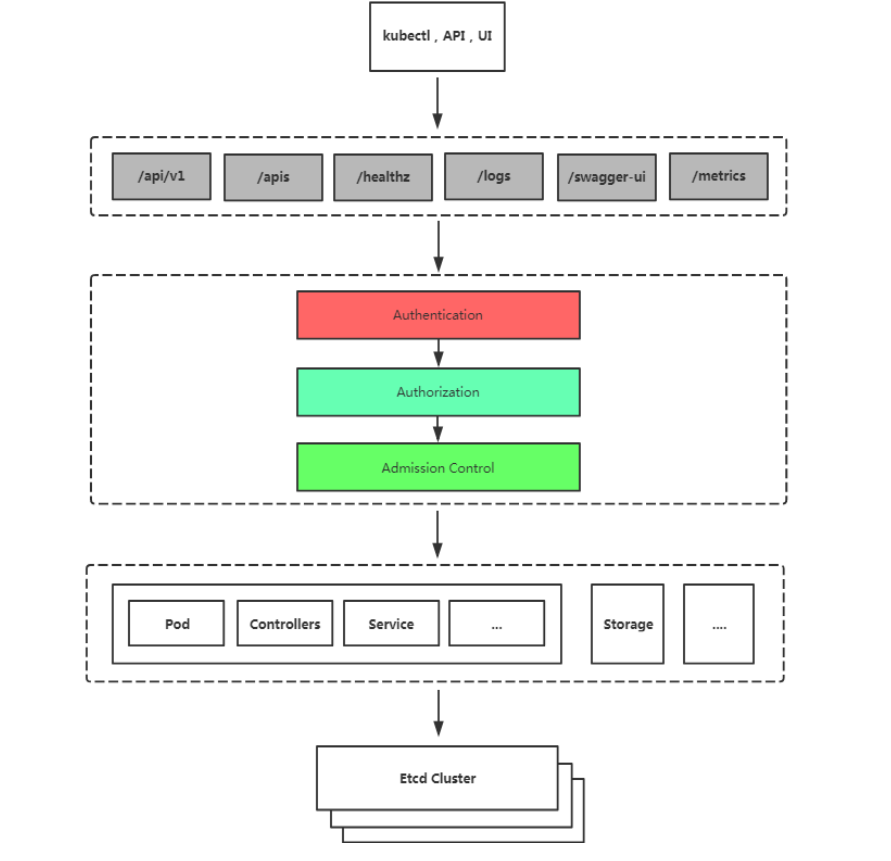 kubectl , API , UI
/api/v1 /apis /healthz /logs /swagger-ui /metrics
Authentication
Authorization
Admission Control
Pod Controllers Service ... Storage ....
Etcd Cluster